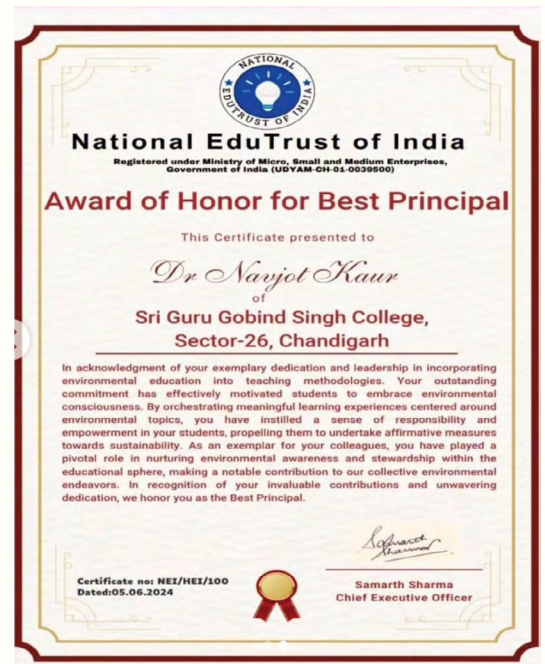 NATIONAL
EDUTRUST OF INDIA
National EduTrust of India
Registered under Ministry of Micro, Small and Medium Enterprises,
Government of India (UDYAM-CH-01-0039500)
Award of Honor for Best Principal
This Certificate presented to
Dr Navjot Kaur
of
Sri Guru Gobind Singh College,
Sector-26, Chandigarh
In acknowledgment of your exemplary dedication and leadership in incorporating
environmental education into teaching methodologies. Your outstanding
commitment has effectively motivated students to embrace environmental
consciousness. By orchestrating meaningful learning experiences centered around
environmental topics, you have instilled a sense of responsibility and
empowerment in your students, propelling them to undertake affirmative measures
towards sustainability. As an exemplar for your colleagues, you have played a
pivotal role in nurturing environmental awareness and stewardship within the
educational sphere, making a notable contribution to our collective environmental
endeavors. In recognition of your invaluable contributions and unwavering
dedication, we honor you as the Best Principal.
Samarth
Sharma
Certificate no: NEI/HEI/100
Dated:05.06.2024
Samarth Sharma
Chief Executive Officer